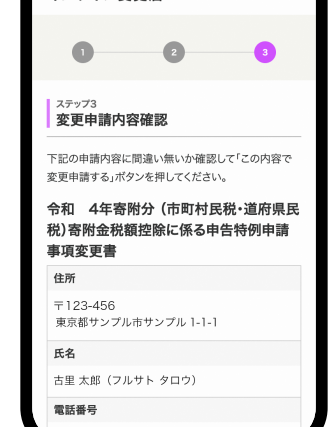 1 2 3
ステップ3
変更申請内容確認
下記の申請内容に間違い無いか確認して「この内容で
変更申請する」ボタンを押してください。
令和　4年寄附分（市町村民税・道府県民
税）寄附金税額控除に係る申告特例申請
事項変更書
住所
〒123-456
東京都サンプル市サンプル 1-1-1
氏名
古里 太郎（フルサト タロウ）
電話番号